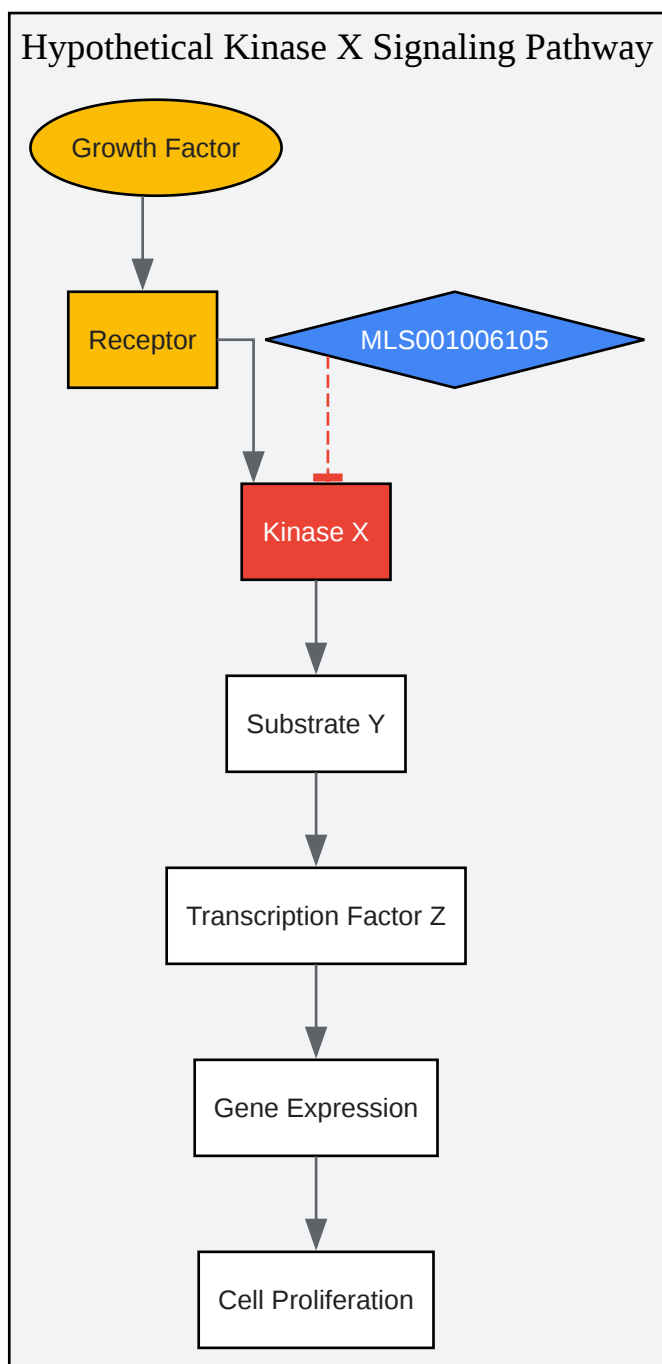 Hypothetical Kinase X Signaling Pathway
Growth Factor
Receptor
MLS001006105
Kinase X
Substrate Y
Transcription Factor Z
Gene Expression
Cell Proliferation